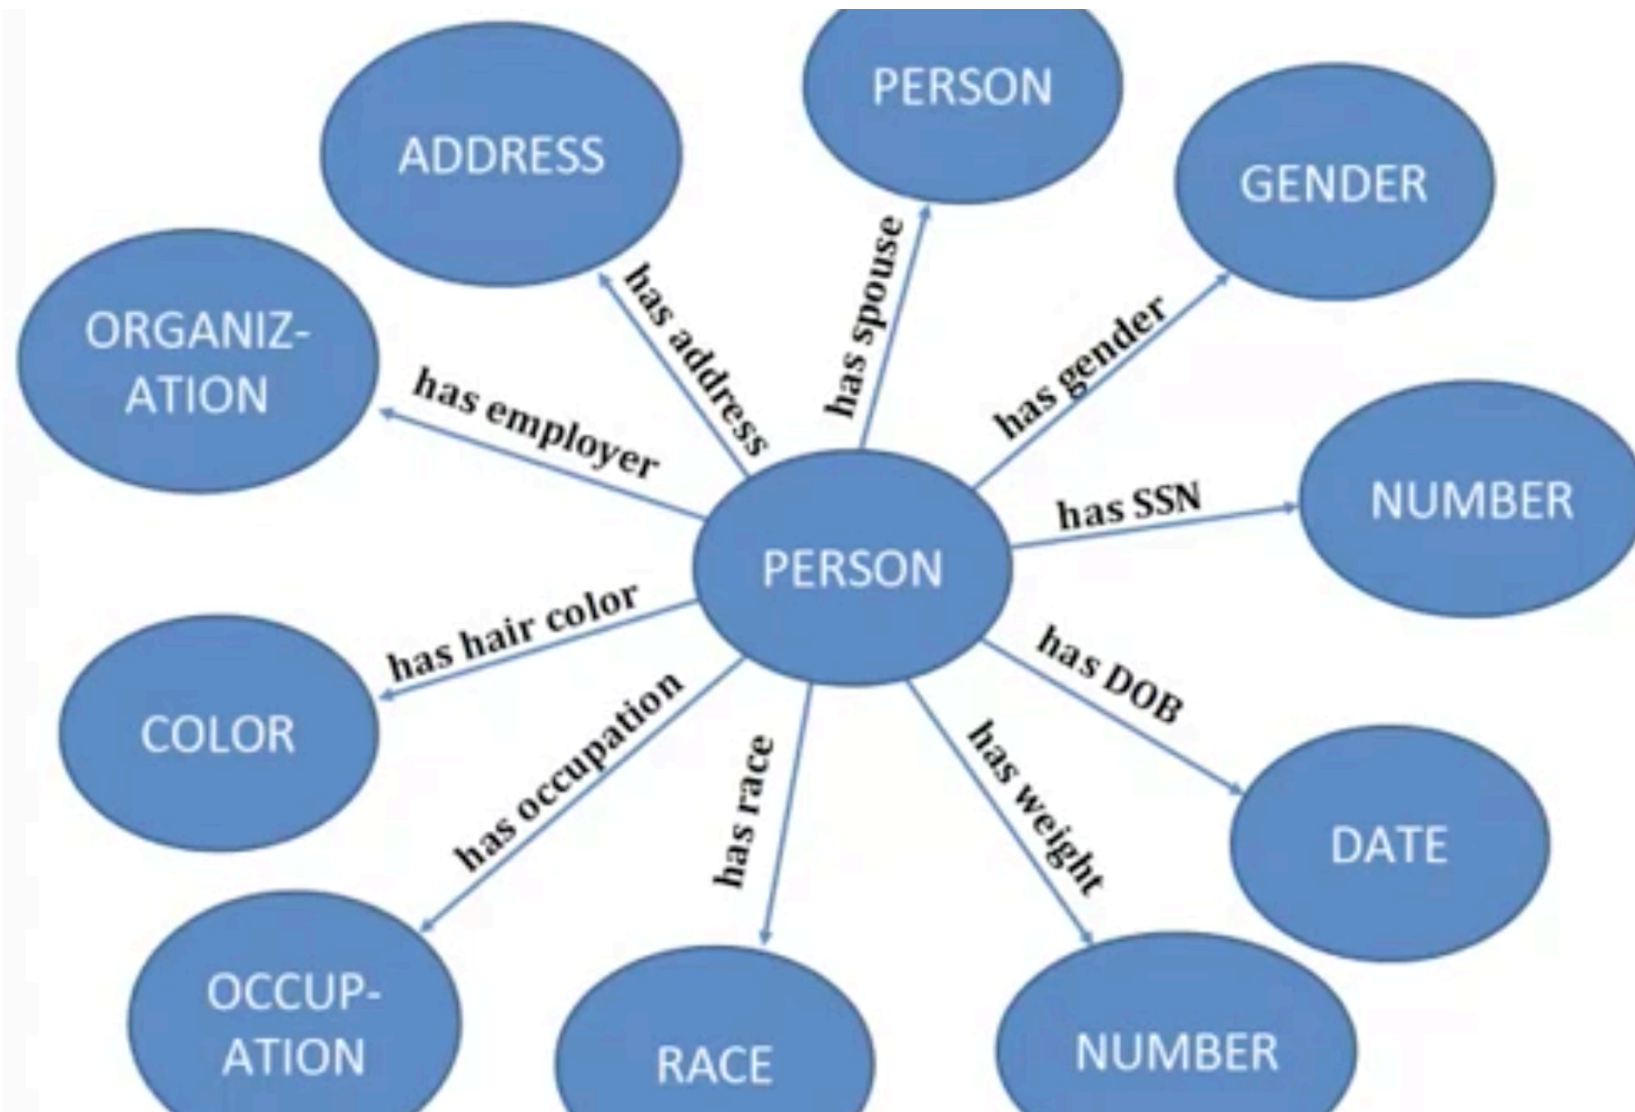 PERSON
ADDRESS
GENDER
ORGANIZ-
ATION
has address
has spouse
has gender
has employer
has SSN
NUMBER
PERSON
has hair color
has DOB
COLOR
has occupation
has race
has weight
DATE
OCCUP-
ATION
RACE
NUMBER